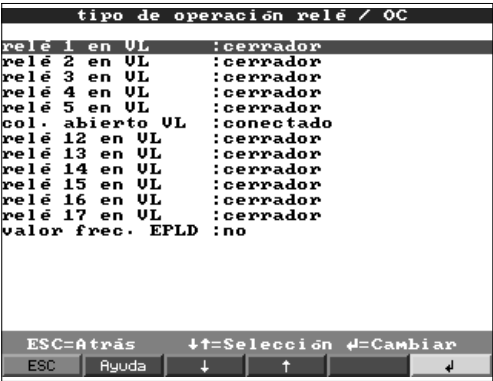 tipo de operación relé / OC
relé 1 en VL :cerrador
relé 2 en VL :cerrador
relé 3 en VL :cerrador
relé 4 en VL :cerrador
relé 5 en VL :cerrador
col. abierto VL :conectado
relé 12 en VL :cerrador
relé 13 en VL :cerrador
relé 14 en VL :cerrador
relé 15 en VL :cerrador
relé 16 en VL :cerrador
relé 17 en VL :cerrador
valor frec. EPLD :no
ESC=Atrás ↓↑=Selección ↲=Cambiar
ESC Ayuda ↓ ↑ ↲